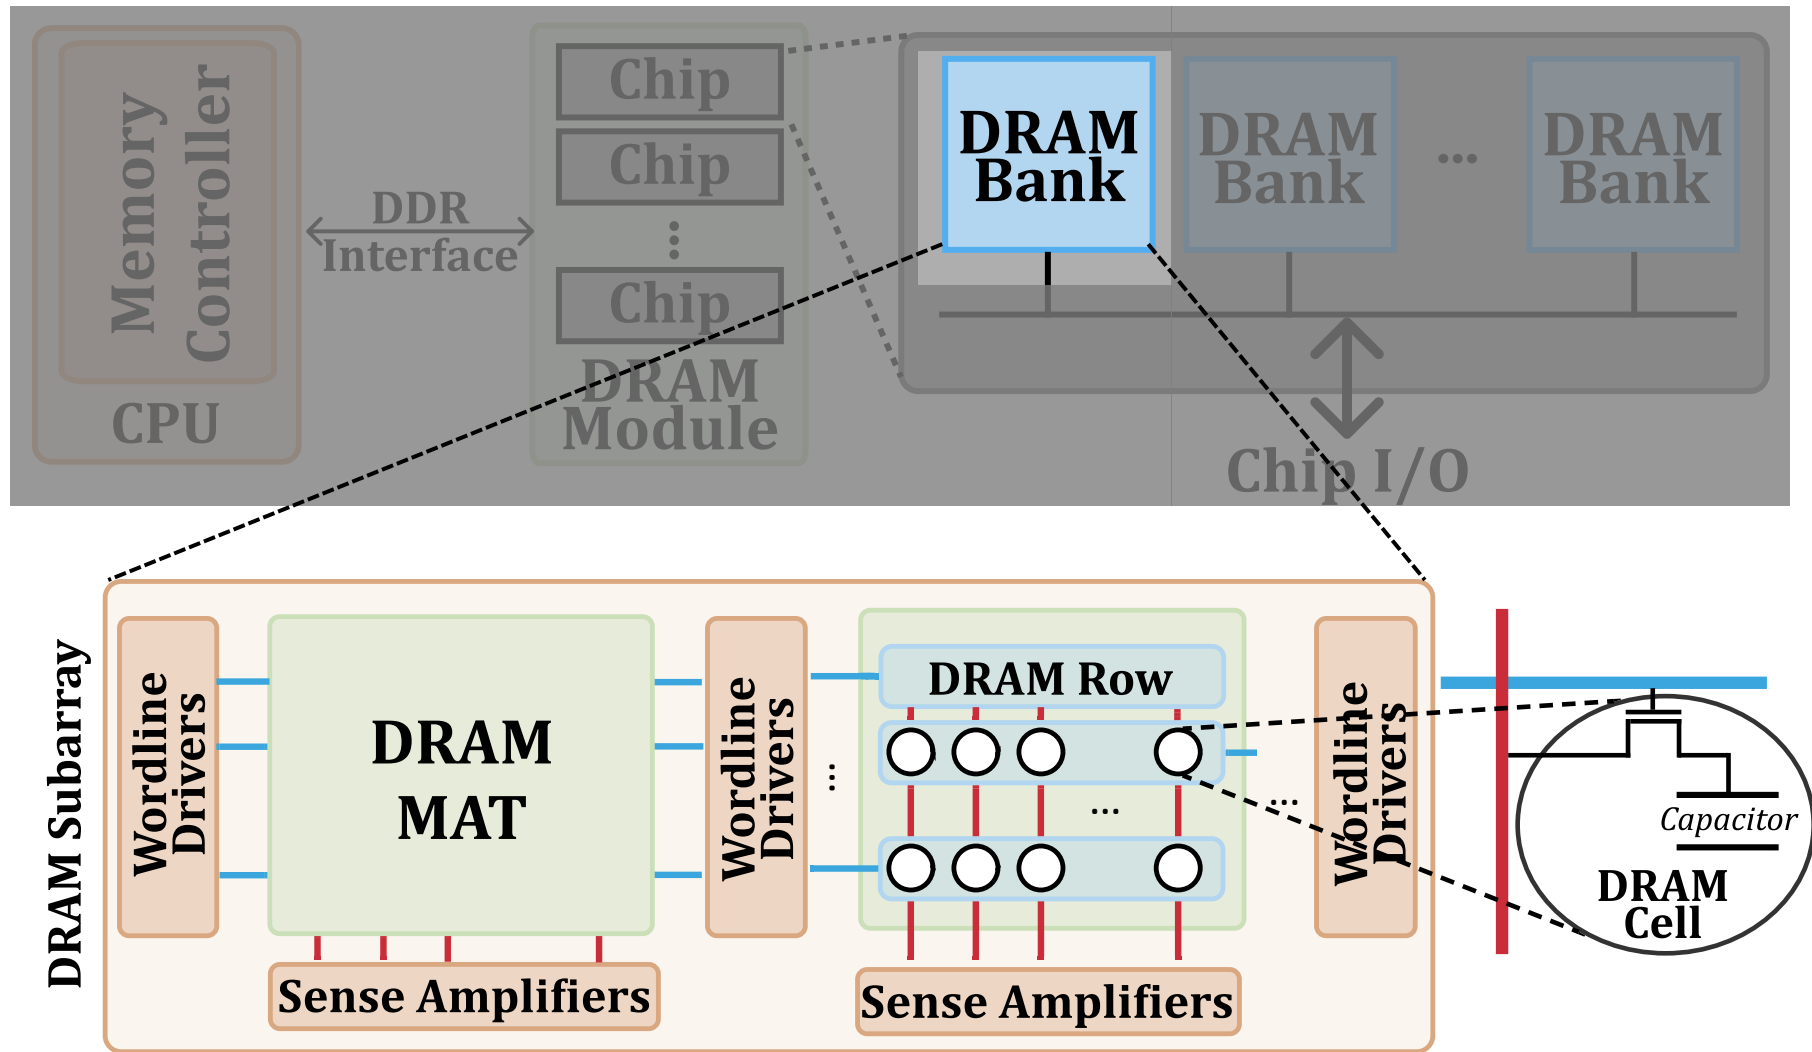 Memory
Controller
CPU
DDR
Interface
Chip
Chip
...
Chip
DRAM
Module
DRAM
Bank
DRAM
Bank
...
DRAM
Bank
Chip I/O
DRAM Subarray
Wordline
Drivers
DRAM
MAT
Sense Amplifiers
Wordline
Drivers
...
DRAM Row
...
Sense Amplifiers
...
Wordline
Drivers
Capacitor
DRAM
Cell